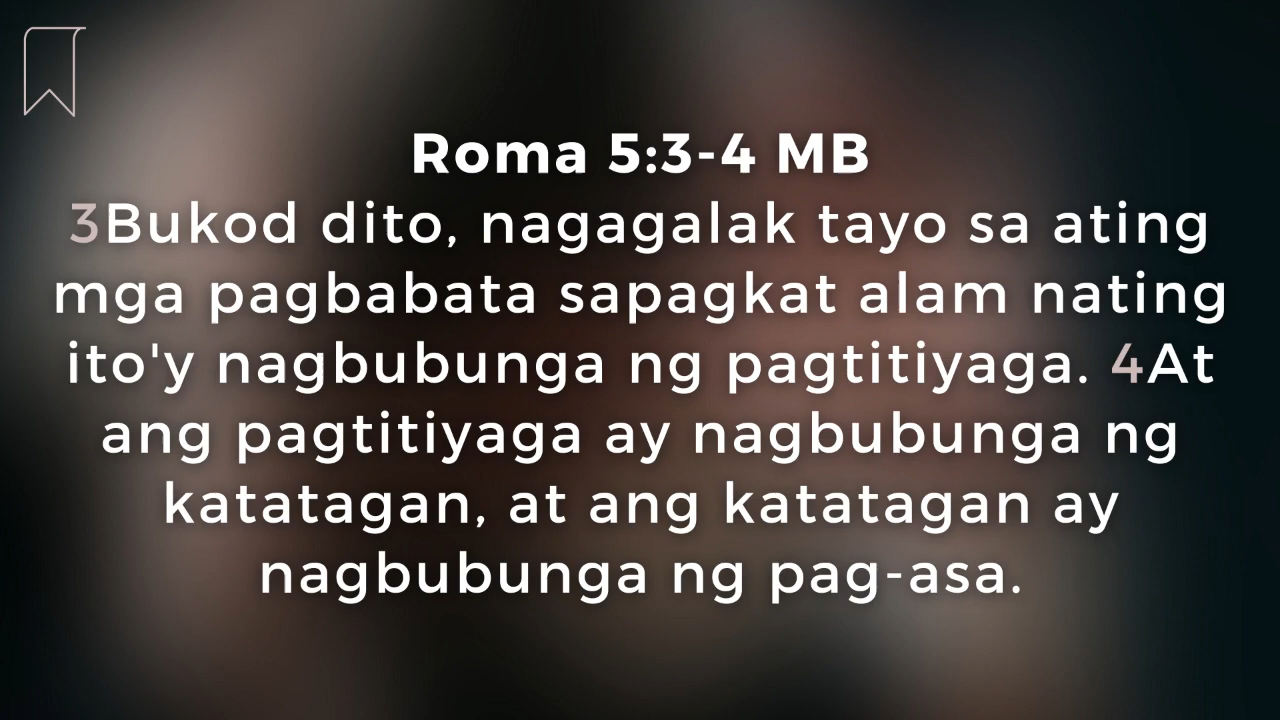 Roma 5:3-4 MB
3Bukod dito, nagagalak tayo sa ating
mga pagbabata sapagkat alam nating
ito'y nagbubunga ng pagtitiyaga. 4At
ang pagtitiyaga ay nagbubunga ng
katatagan, at ang katatagan ay
nagbubunga ng pag-asa.